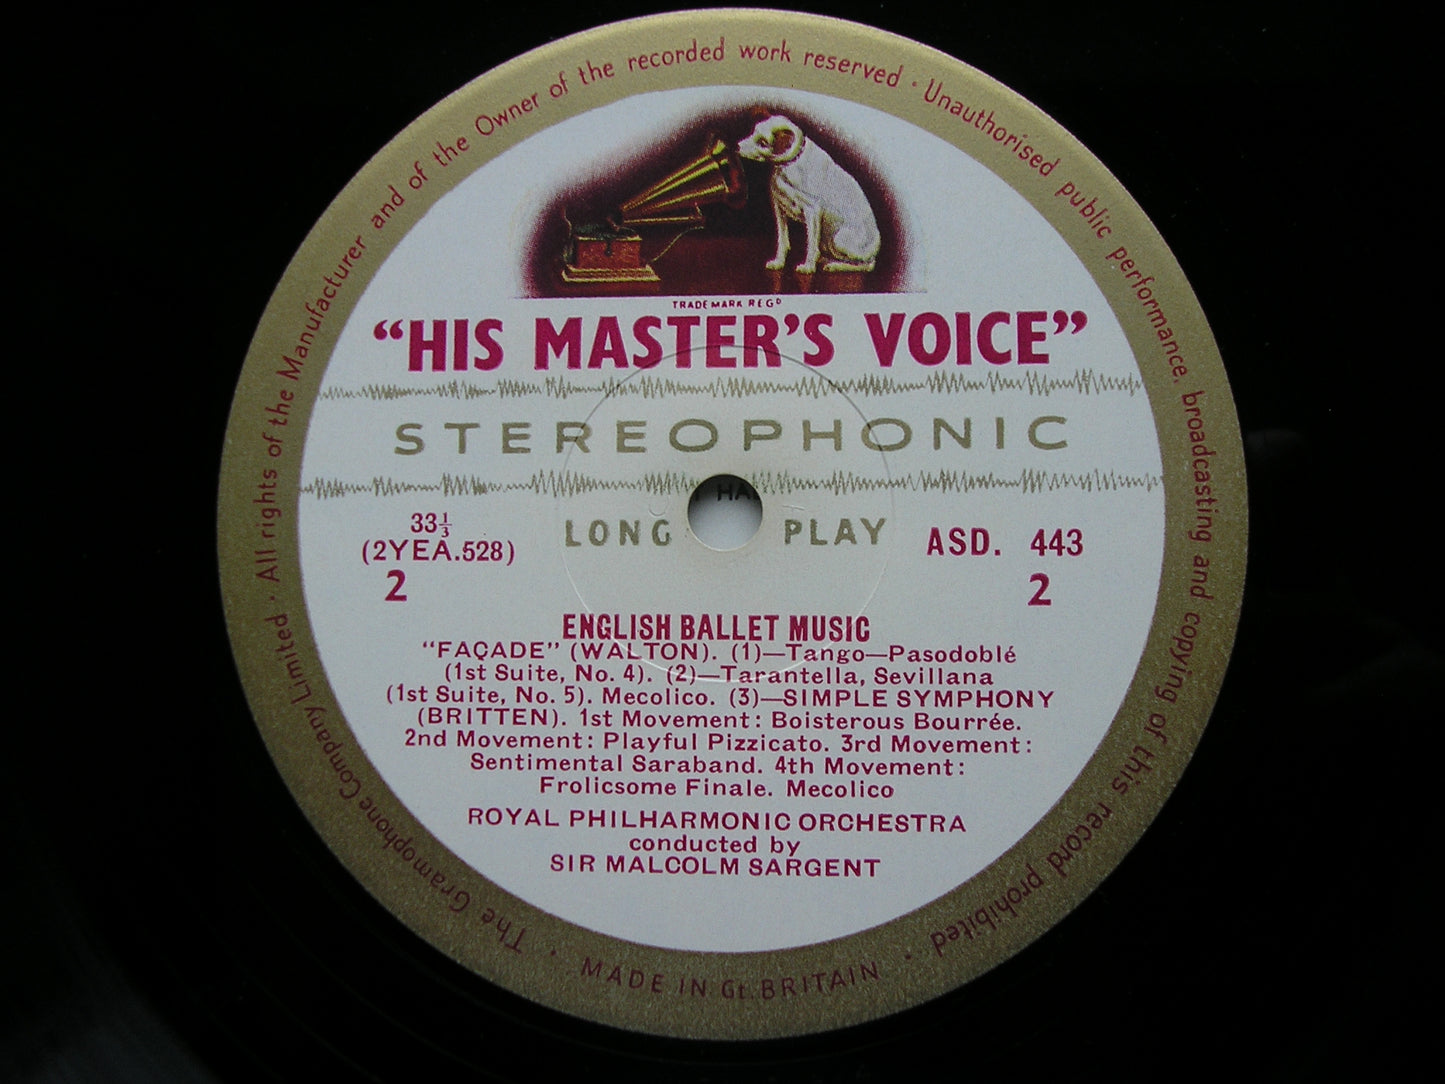 All rights of the Manufacturer and of the Owner of the recorded work reserved · Unauthorised public performance, broadcasting and copying of this record prohibited ·
TRADE MARK REGD
“HIS MASTER'S VOICE”
STEREOPHONIC
HA
33⅓ LONG PLAY ASD. 443
(2YEA.528)
2 2
ENGLISH BALLET MUSIC
“FAÇADE” (WALTON). (1)—Tango—Pasodoblé
(1st Suite, No. 4). (2)—Tarantella, Sevillana
(1st Suite, No. 5). Mecolico. (3)—SIMPLE SYMPHONY
(BRITTEN). 1st Movement: Boisterous Bourrée.
2nd Movement: Playful Pizzicato. 3rd Movement:
Sentimental Saraband. 4th Movement:
Frolicsome Finale. Mecolico
ROYAL PHILHARMONIC ORCHESTRA
conducted by
SIR MALCOLM SARGENT
The Gramophone Company Limited ·
· MADE IN Gt. BRITAIN ·